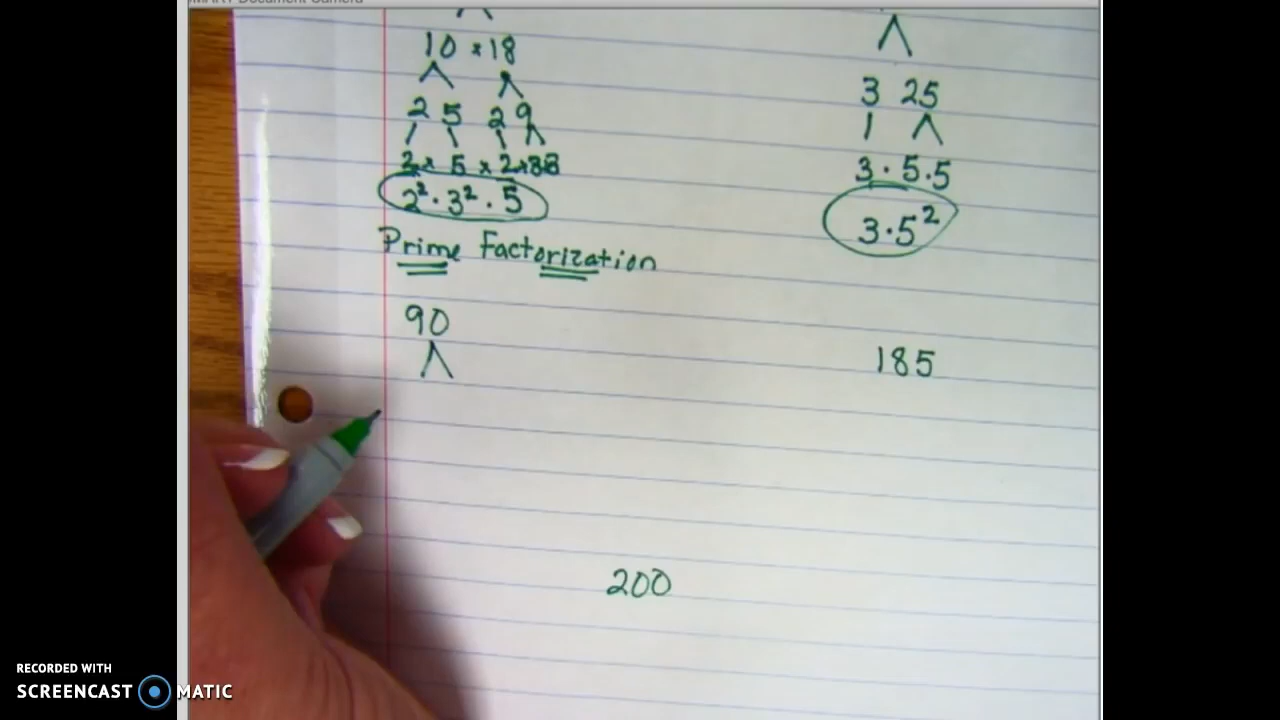 10 × 18
3 25
2 5 2 9
2 × 5 × 2 × 3 3
3 · 5 · 5
2² · 3² · 5
3 · 5²
Prime Factorization
90
185
200
RECORDED WITH
SCREENCAST MATIC